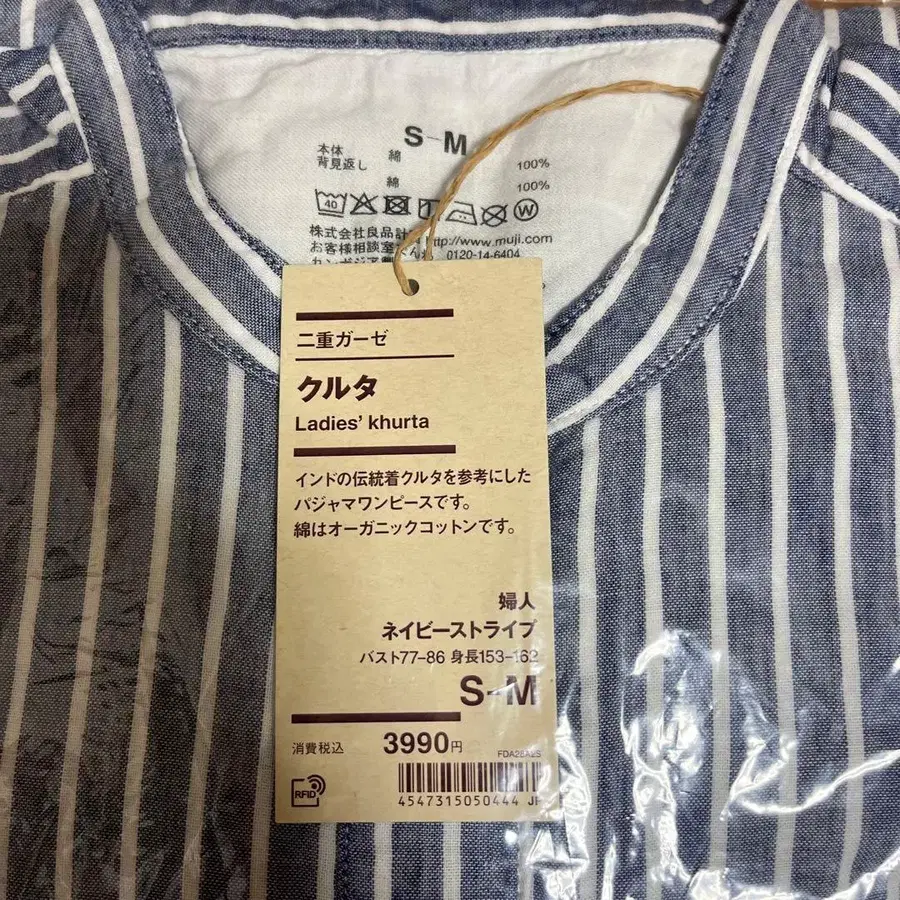 S-M
本体 綿 100%
背見返し 綿 100%
40
W
株式会社良品計 http://www.muji.com
お客様相談室 0120-14-6404
カンボジア
二重ガーゼ
クルタ
Ladies' khurta
インドの伝統着クルタを参考にした
パジャマワンピースです。
綿はオーガニックコットンです。
婦人
ネイビーストライプ
バスト77-86 身長153-162
S-M
消費税込 3990円
RFID
4547315050444